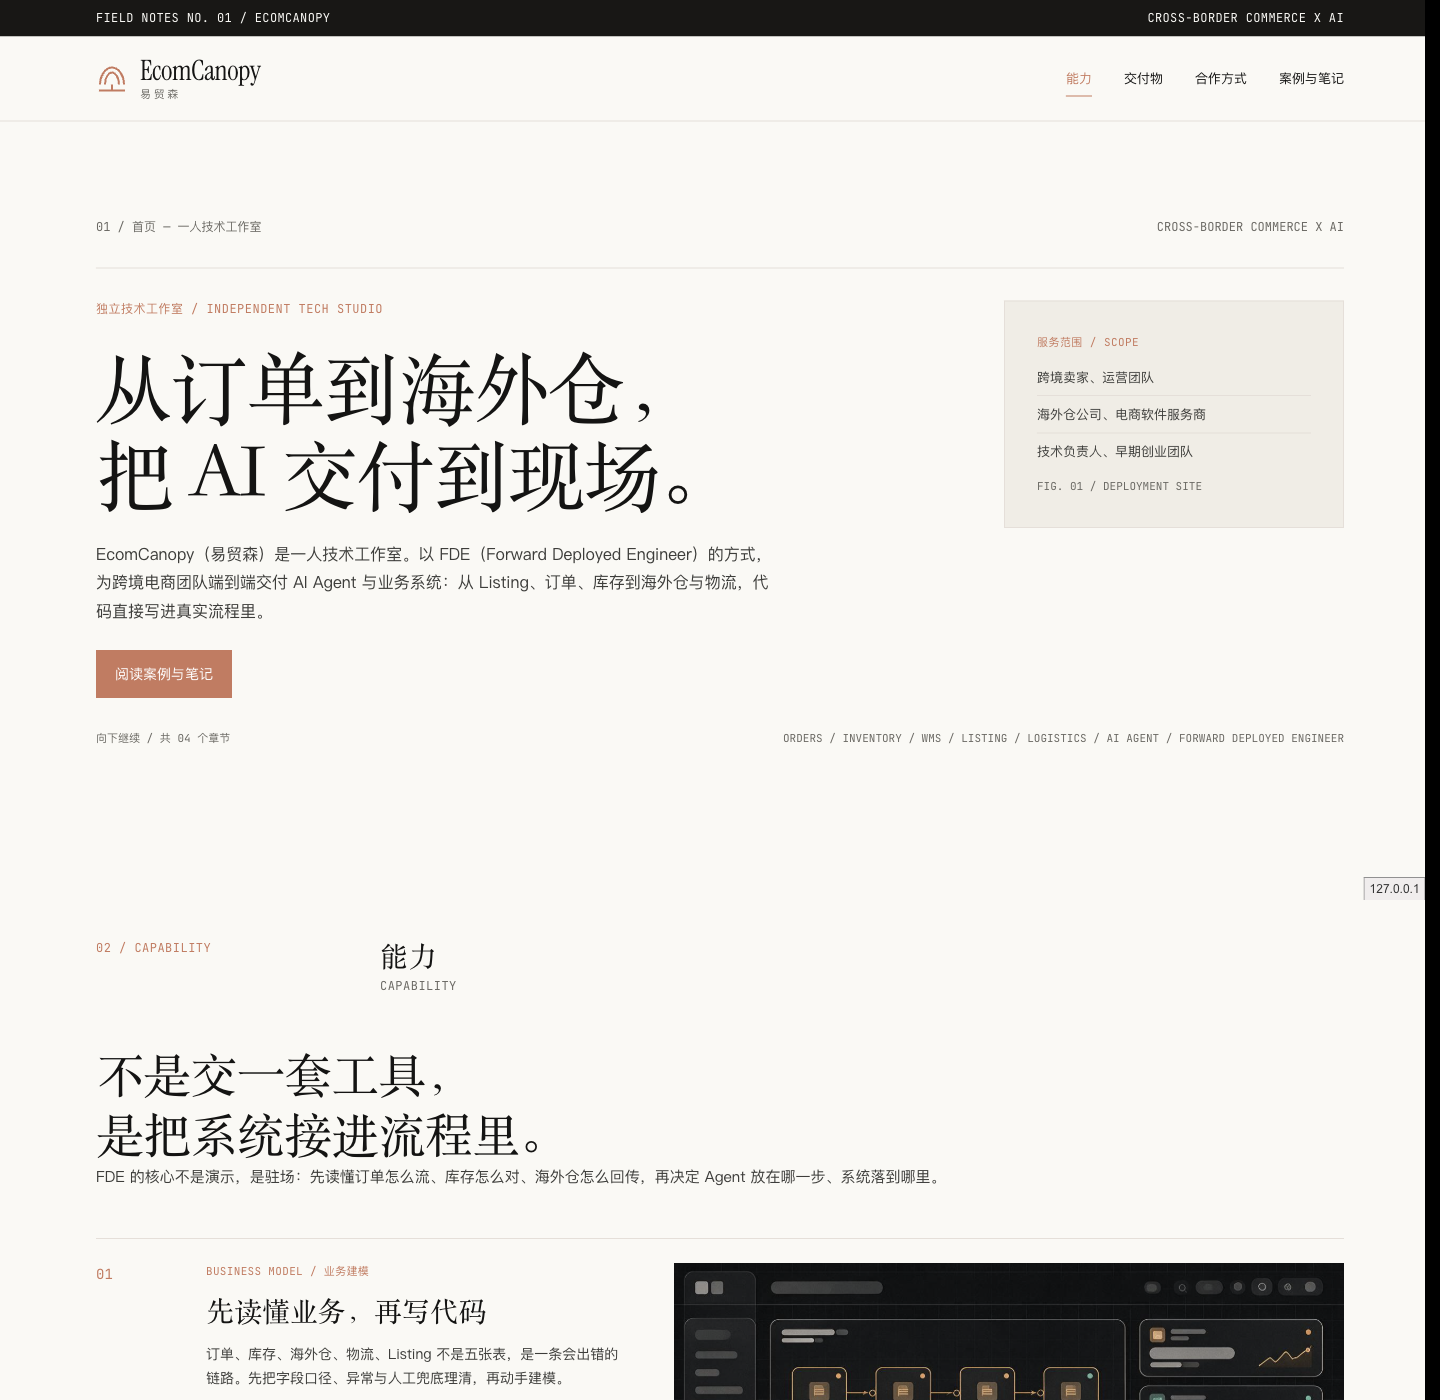 FIELD NOTES NO. 01 / ECOMCANOPY
CROSS-BORDER COMMERCE X AI
EcomCanopy
易贸森
能力
交付物
合作方式
案例与笔记
01 / 首页 — 一人技术工作室
CROSS-BORDER COMMERCE X AI
独立技术工作室 / INDEPENDENT TECH STUDIO
从订单到海外仓，
把 AI 交付到现场。
EcomCanopy（易贸森）是一人技术工作室。以 FDE（Forward Deployed Engineer）的方式，
为跨境电商团队端到端交付 AI Agent 与业务系统：从 Listing、订单、库存到海外仓与物流，代
码直接写进真实流程里。
阅读案例与笔记
服务范围 / SCOPE
跨境卖家、运营团队
海外仓公司、电商软件服务商
技术负责人、早期创业团队
FIG. 01 / DEPLOYMENT SITE
向下继续 / 共 04 个章节
ORDERS / INVENTORY / WMS / LISTING / LOGISTICS / AI AGENT / FORWARD DEPLOYED ENGINEER
127.0.0.1
02 / CAPABILITY
能力
CAPABILITY
不是交一套工具，
是把系统接进流程里。
FDE 的核心不是演示，是驻场：先读懂订单怎么流、库存怎么对、海外仓怎么回传，再决定 Agent 放在哪一步、系统落到哪里。
01
BUSINESS MODEL / 业务建模
先读懂业务，再写代码
订单、库存、海外仓、物流、Listing 不是五张表，是一条会出错的
链路。先把字段口径、异常与人工兜底理清，再动手建模。